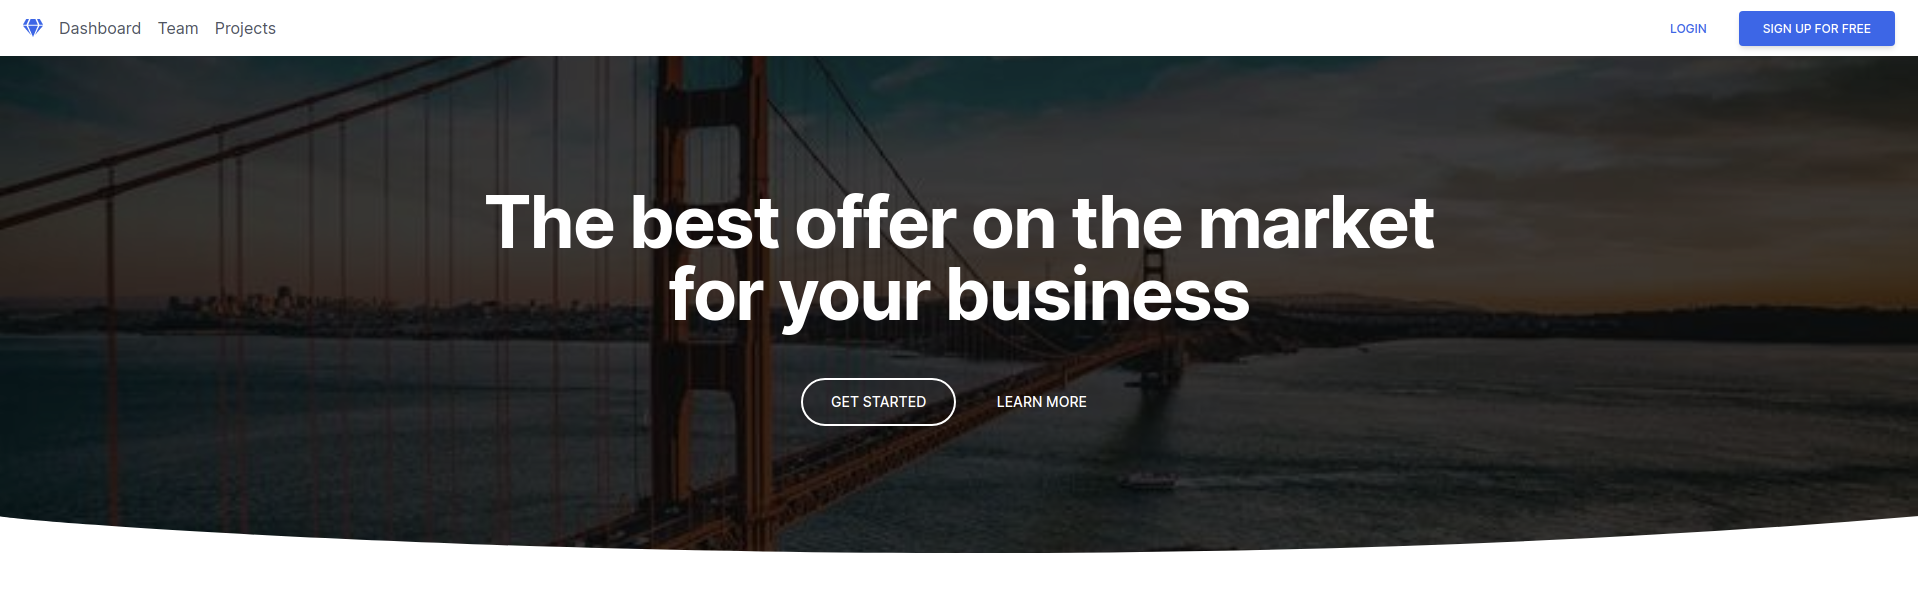 Dashboard Team Projects LOGIN SIGN UP FOR FREE
The best offer on the market
for your business
GET STARTED LEARN MORE